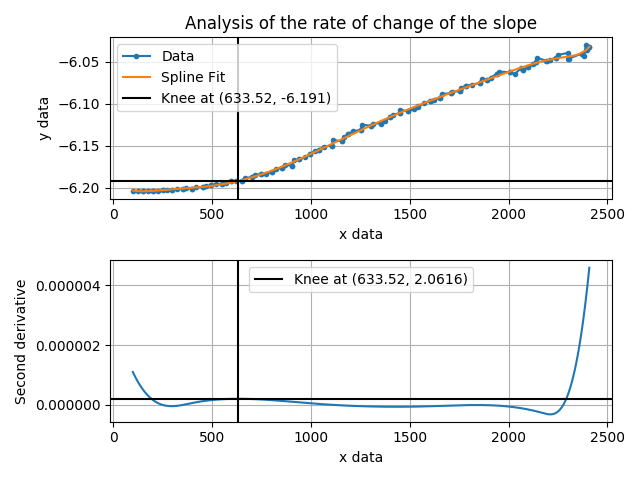 Analysis of the rate of change of the slope
Data
Spline Fit
Knee at (633.52, -6.191)
y data
−6.05
−6.10
−6.15
−6.20
0 500 1000 1500 2000 2500
x data
Knee at (633.52, 2.0616)
Second derivative
0.000004
0.000002
0.000000
0 500 1000 1500 2000 2500
x data